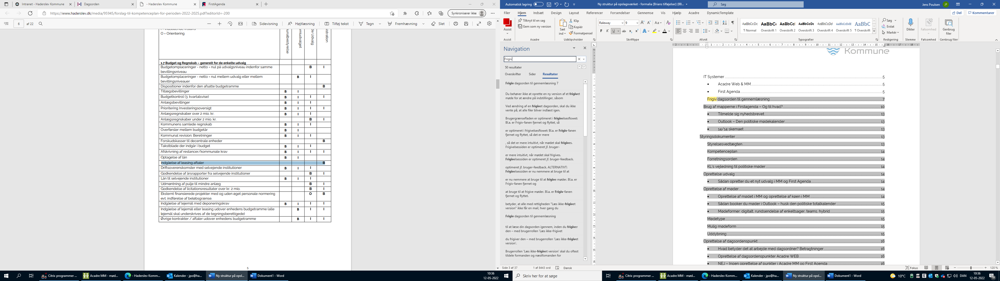 Intranet - Haderslev Kommune
Dagsorden
- Haderslev Kommune
FirstAgenda
https://www.haderslev.dk/media/95945/forslag-til-kompetenceplan-for-perioden-2022-2025.pdf?editorId=-200
Synkroniserer ikke
6 af 22
Sidevisning
Højtlæsning
Tilføj tekst
Tegn
Fremhævning
Slet
O = Orientering
1.7 Budget og Regnskab – generelt for de enkelte udvalg
Budgetomplaceringer - netto = nul på udvalgsniveau indenfor samme B I
bevillingsniveau
Budgetomplaceringer - netto = nul mellem udvalg eller mellem B I
bevillingsniveauer
Dispositioner indenfor den afsatte budgetramme B
Tillægsbevillinger B I
Budgetkontrol (3. kvartalsvise) B I I I
Anlægsbevillinger B I I
Prioritering Investeringsoversigt B I I I
Anlægsregnskaber over 2 mio. kr. B I I
Anlægsregnskaber under 2 mio. kr. B I
Kommunens samlede regnskab B I I
Overførsler mellem budgetår B I
Kommunal revision: Beretninger B I I
Forskudskasser til decentrale enheder B
Takstblade der indgår i budget B I I
Afskrivning af restancer/kommunale krav B I I I
Optagelse af lån B I
Indgåelse af leasing aftaler B
Driftsoverenskomster med selvejende institutioner B I I
Godkendelse af årsrapporter fra selvejende institutioner B I
Lån til selvejende institutioner B I I
Udmøntning af pulje til mindre anlæg B I
Godkendelse af licitationsresultater over kr. 2 mio. B I
Eksternt finansierede projekter med og uden øget personale normering O B
evt. indførelse af beløbsgrænse.
Indgåelse af lejemål med deponeringskrav B I I I
Indgåelse af lejemål eller leasing udover enhedens budgetramme (alle B I I
lejemål skal underskrives af de tegningsberettigede)
Øvrige kontrakter / aftaler udover enhedens budgetramme B I I
5
Automatisk lagring
Ny struktur på opslagsværket - formalia (Brians tilføjelser) (00...
Søg
Jens Poulsen
JP
Filer Hjem Indsæt Design Layout Referencer Forsendelser Gennemse Vis Hjælp Acadre DynamicTemplate
Del
Kommentarer
Assist
Tilknyt til en sag
Gem som ny version
Assist
Acadre
Sæt
ind
Klip
Kopiér
Formatpensel
Udklipsholder
Raleway
9
F K U
Skrifttype
Afsnit
¶ Normal Overskrift 1 Overskrift 2 Overskrift 3 Overskrift 4 Overskrift 5 ¶ Overskrift
Typografier
Søg
Erstat
Markér
Redigering
Dikter
Stemme
Følsomhed
Følsomhed
Genbrug
filer
Genbrug filer
Navigation
Frigiv
50 resultater
Overskrifter Sider Resultater
Frigiv dagsorden til gennemlæsning 7
Du behøver ikke at oprette en ny version af et frigivet
møde for at ændre på indstillinger, såsom
Ved ændring af en frigivet dagsorden, skal du ikke
vente på, at alle filer bliver indlæst igen.
Brugergrænsefladen er optimeret i frigivelsesflowet:
Bl.a. er Frigiv-fanen fjernet og flyttet, så
er optimeret i frigivelsesflowet: Bl.a. er Frigiv-fanen
fjernet og flyttet, så det er mere
, så det er mere intuitivt, når mødet skal frigives.
Frigivelsessiden er optimeret jf. bruger-
er mere intuitivt, når mødet skal frigives.
Frigivelsessiden er optimeret jf. bruger-feedback.
optimeret jf. bruger-feedback. ALTERNATIVT:
Frigivelsessiden er nu nemmere at bruge til at
er nu nemmere at bruge til at frigive møder. Bl.a. er
Frigiv-fanen fjernet og
at bruge til at frigive møder. Bl.a. er Frigiv-fanen
fjernet og flyttet.
betyder, at alle med rettigheden "Læs ikke-frigivet
version" ikke får en mail, hver gang du
Frigiv dagsorden til gennemlæsning
til at læse din dagsorden igennem, inden du frigiver
den – med brugerrollen 'Læs ikke-frigivet
du frigiver den – med brugerrollen 'Læs ikke-frigivet
version'.
Brugerrollen 'Læs ikke-frigivet version' skal du oftest
tildele formanden og næstformanden for
Kommune
IT Systemer 5
• Acadre Web & MM 5
• First Agenda 5
Frigiv dagsorden til gennemlæsning 7
Brug af mapperne i Firstagenda – Og til hvad? 10
• Tilmelde sig nyhedsbrevet 13
• Outlook – Den politiske mødekalender 13
• 14/14 skemaet 13
Styringsdokumenter 13
Styrelsesvedtægten 13
Kompetenceplan 14
Forretningsorden 14
KL's vejledning til politiske møder 14
Oprettelse udvalg 14
• Sådan opretter du et nyt udvalg i MM og First Agenda 14
Oprettelse af møder 14
• Oprettelse af mødet i MM og oprettelse af køen i MM 14
• Sådan booker du møder i Outlook – husk den politiske totalkalender 15
• Mødeformer: digitalt, rundsendelse af enkeltsager, teams, hybrid 15
Mødetype 15
Mulig mødeform 15
Uddybning 15
Oprettelse af dagsordenspunkt 16
• Hvad betyder det at arbejde med dagsordner? Betragtninger 16
• Oprettelse af dagsordenspunkter Acadre WEB 16
• NEJ – Ingen oprettelse af punkter i Acadre MM og First Agenda 16
Side 3 af 37 1 af 8443 ord Dansk
Fokus
120 %
Citrix programmer ...
Acadre MM - mød...
- Haderslev Komm...
Kalender - jpo@ha...
Ny struktur på opsl...
Dokument1 - Word
10:36
12-05-2022
Skriv her for at søge
Citrix programmer ...
Acadre MM - mød...
- Haderslev Komm...
Kalender - jpo@ha...
Ny struktur på opsl...
Dokument1 - Word
10°C
DAN
10:36
12-05-2022